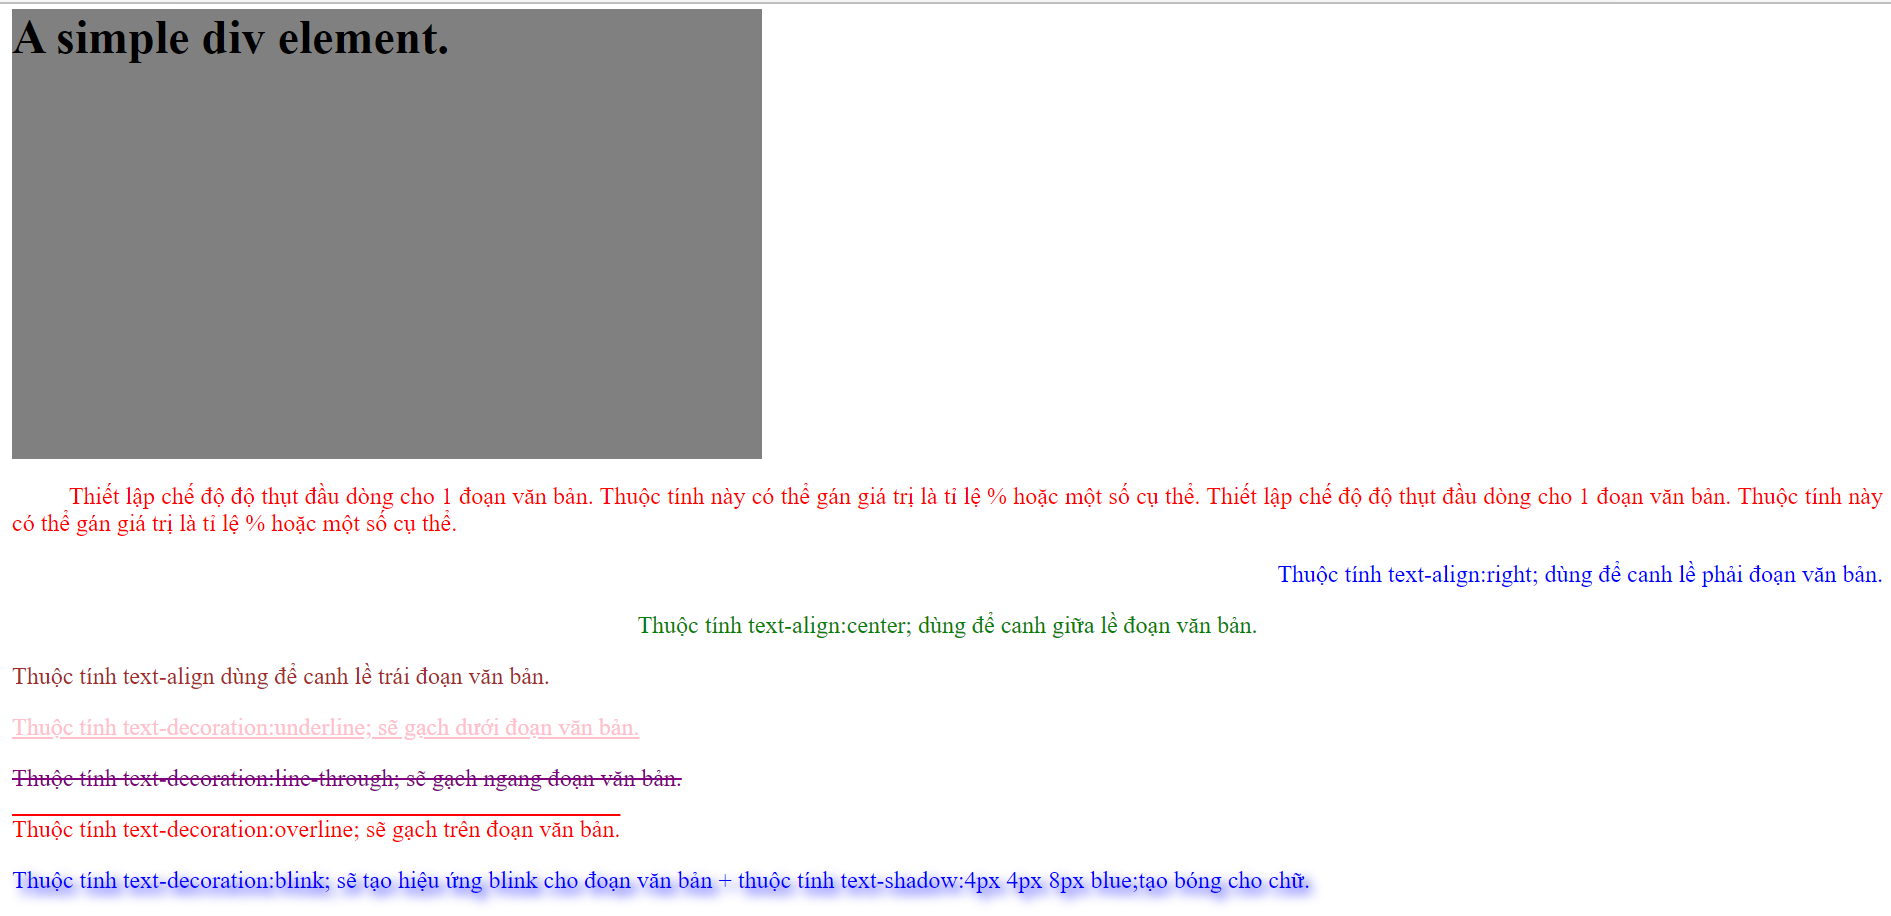 A simple div element.
Thiết lập chế độ độ thụt đầu dòng cho 1 đoạn văn bản. Thuộc tính này có thể gán giá trị là tỉ lệ % hoặc một số cụ thể. Thiết lập chế độ độ thụt đầu dòng cho 1 đoạn văn bản. Thuộc tính này
có thể gán giá trị là tỉ lệ % hoặc một số cụ thể.
Thuộc tính text-align:right; dùng để canh lề phải đoạn văn bản.
Thuộc tính text-align:center; dùng để canh giữa lề đoạn văn bản.
Thuộc tính text-align dùng để canh lề trái đoạn văn bản.
Thuộc tính text-decoration:underline; sẽ gạch dưới đoạn văn bản.
Thuộc tính text-decoration:line-through; sẽ gạch ngang đoạn văn bản.
Thuộc tính text-decoration:overline; sẽ gạch trên đoạn văn bản.
Thuộc tính text-decoration:blink; sẽ tạo hiệu ứng blink cho đoạn văn bản + thuộc tính text-shadow:4px 4px 8px blue;tạo bóng cho chữ.